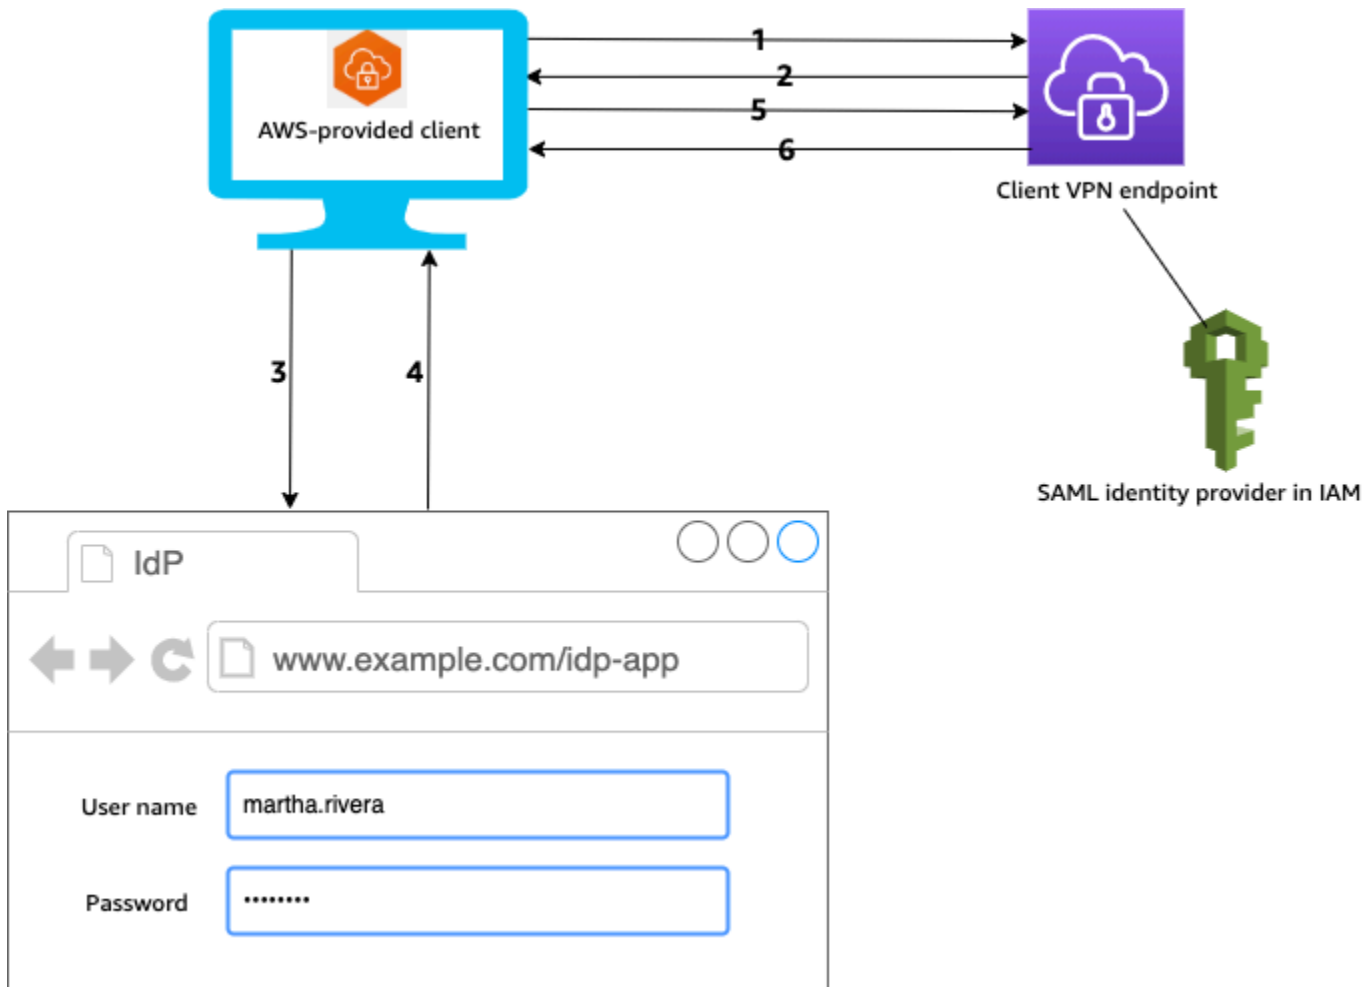 1
2
5
6
AWS-provided client
Client VPN endpoint
3
4
SAML identity provider in IAM
IdP
www.example.com/idp-app
User name
martha.rivera
Password
••••••••